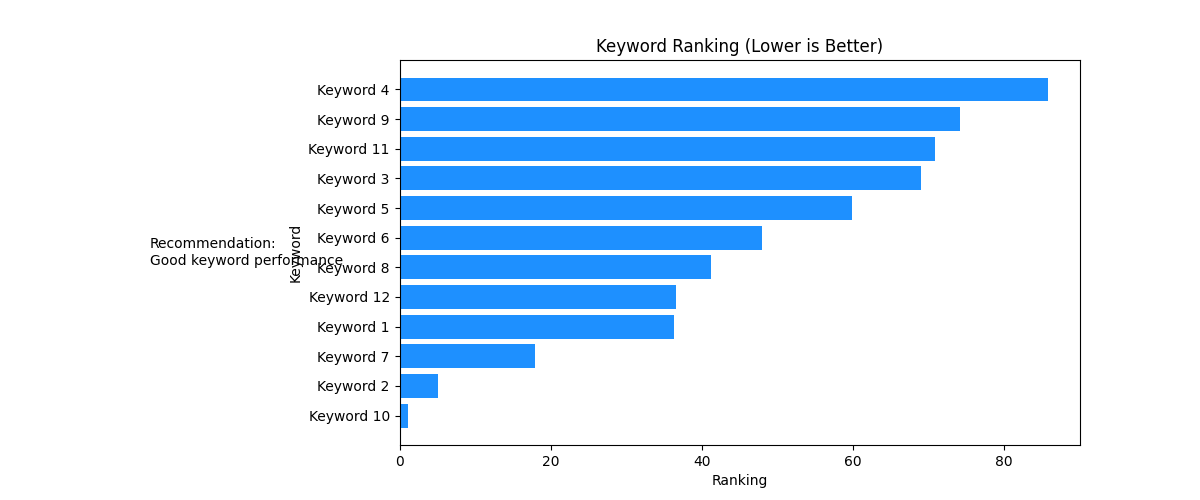 Keyword Ranking (Lower is Better)
Keyword 4
Keyword 9
Keyword 11
Keyword 3
Keyword 5
Keyword 6
Keyword 8
Keyword 12
Keyword 1
Keyword 7
Keyword 2
Keyword 10
Keyword
Recommendation:
Good keyword performance
0 20 40 60 80
Ranking